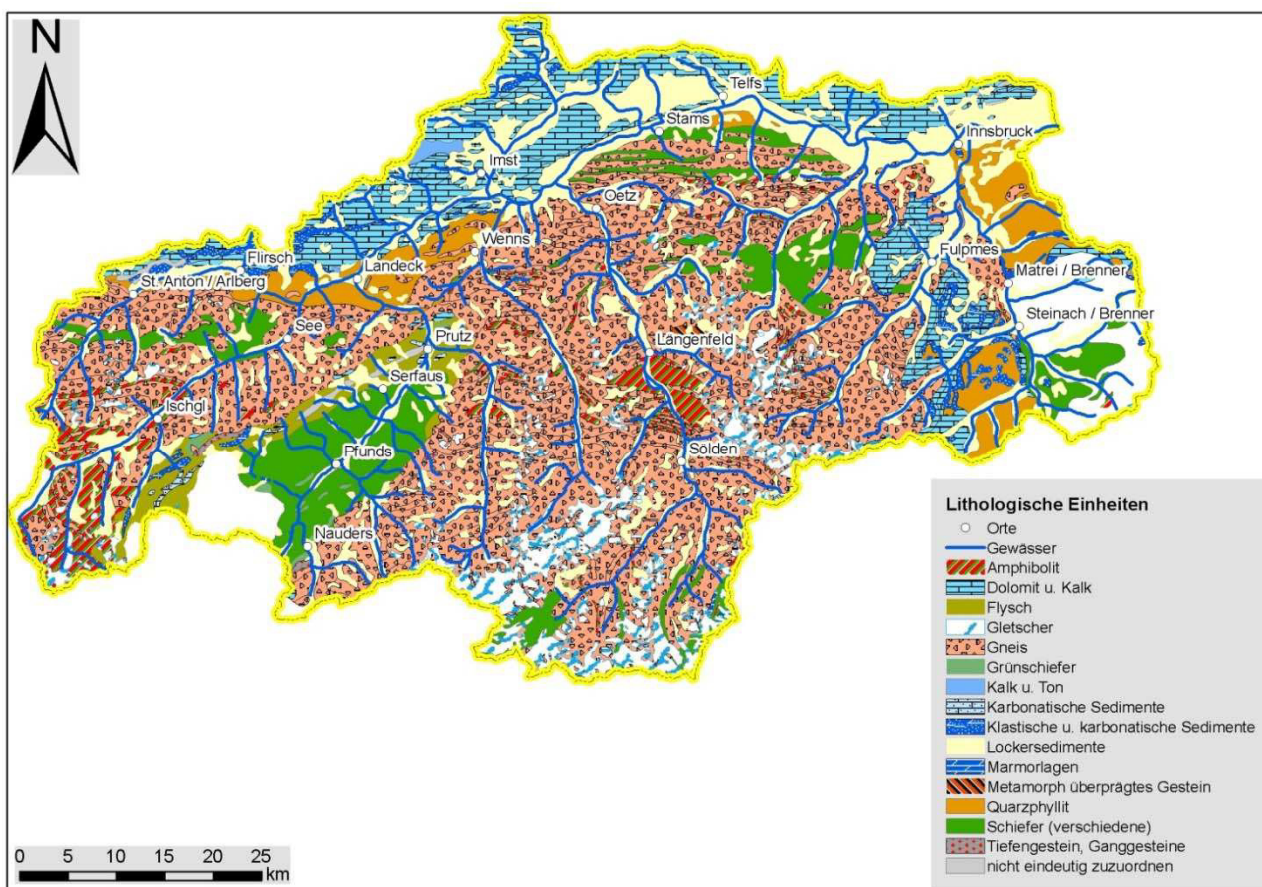 N
Telfs
Stams
Innsbruck
Imst
Oetz
Wenns
Fulpmes
Flirsch
Landeck
Matrei / Brenner
St. Anton / Arlberg
Steinach / Brenner
See
Prutz
Längenfeld
Serfaus
Ischgl
Pfunds
Sölden
Nauders
Lithologische Einheiten
Orte
Gewässer
Amphibolit
Dolomit u. Kalk
Flysch
Gletscher
Gneis
Grünschiefer
Kalk u. Ton
Karbonatische Sedimente
Klastische u. karbonatische Sedimente
Lockersedimente
Marmorlagen
Metamorph überprägtes Gestein
Quarzphyllit
Schiefer (verschiedene)
Tiefengestein, Ganggesteine
nicht eindeutig zuzuordnen
0 5 10 15 20 25
km